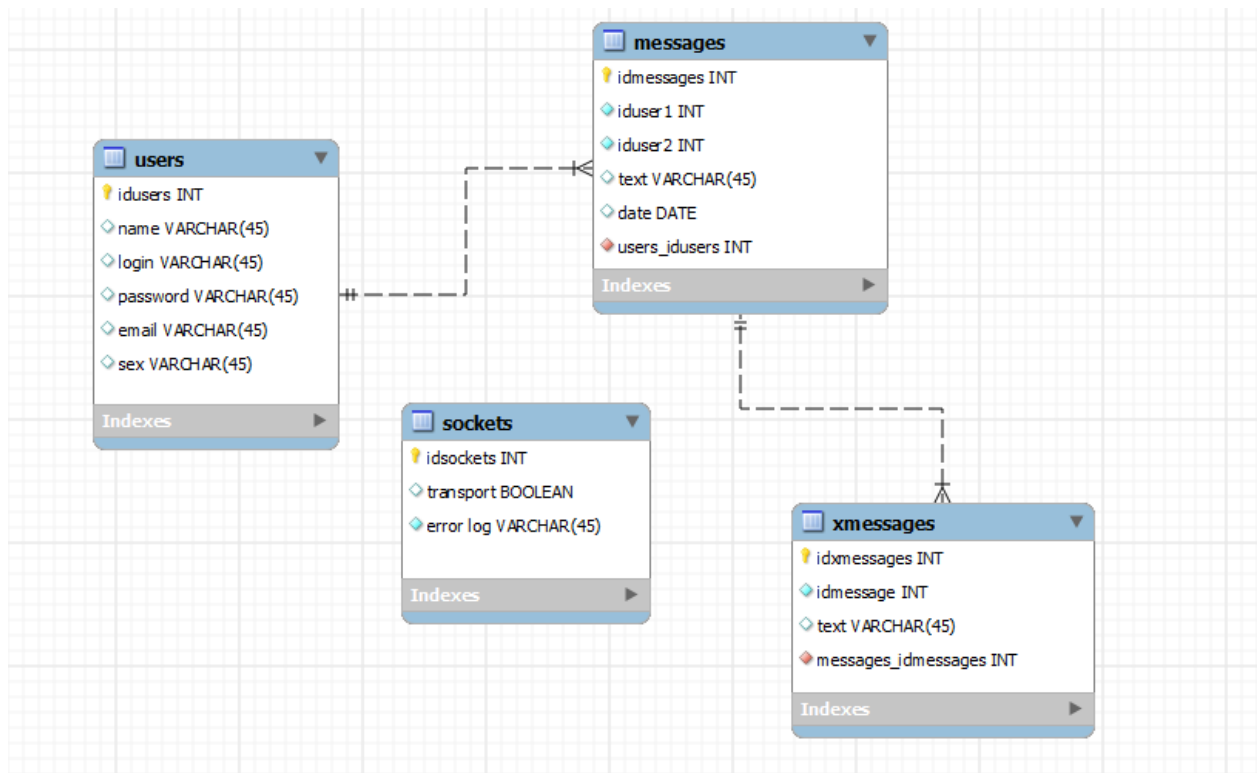 users
idusers INT
name VARCHAR(45)
login VARCHAR(45)
password VARCHAR(45)
email VARCHAR(45)
sex VARCHAR(45)
Indexes
messages
idmessages INT
iduser1 INT
iduser2 INT
text VARCHAR(45)
date DATE
users_idusers INT
Indexes
sockets
idsockets INT
transport BOOLEAN
error log VARCHAR(45)
Indexes
xmessages
idxmessages INT
idmessage INT
text VARCHAR(45)
messages_idmessages INT
Indexes